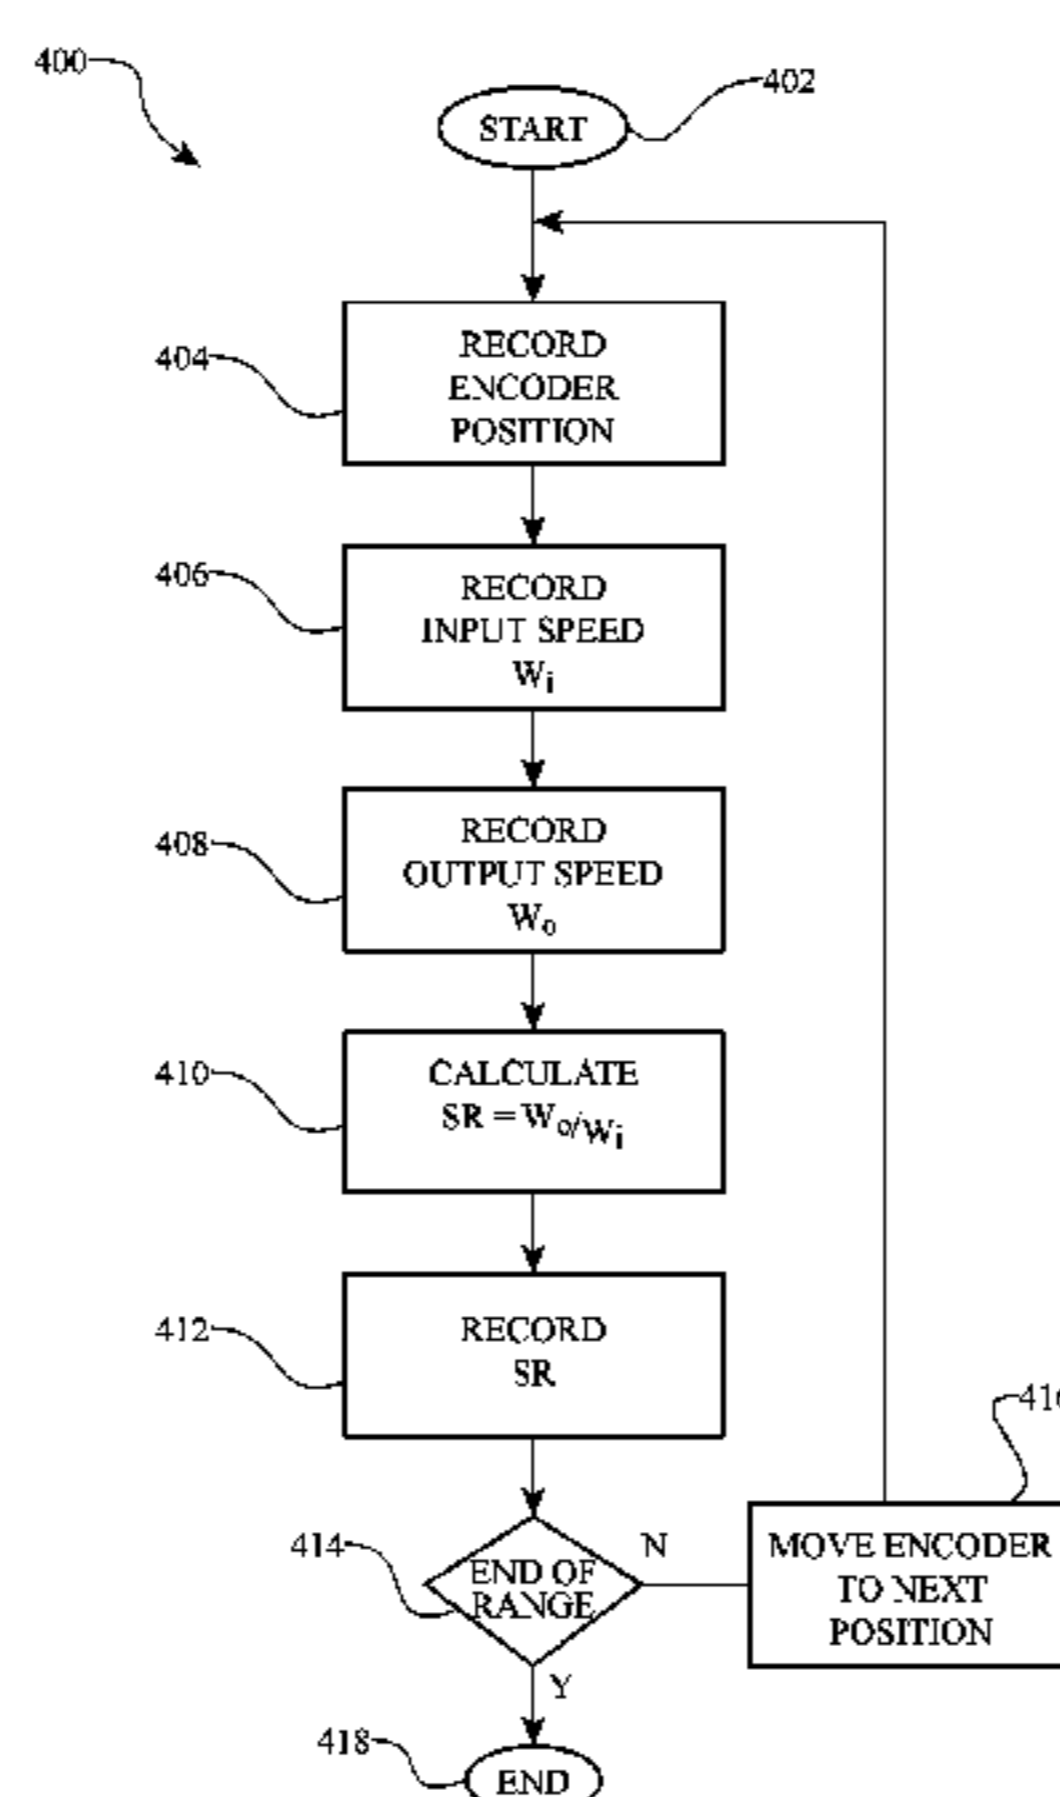 400
402
START
404
RECORD
ENCODER
POSITION
406
RECORD
INPUT SPEED
Wi
408
RECORD
OUTPUT SPEED
Wo
410
CALCULATE
SR = Wo/Wi
412
RECORD
SR
414
END OF
RANGE
N
MOVE ENCODER
TO NEXT
POSITION
Y
418
END